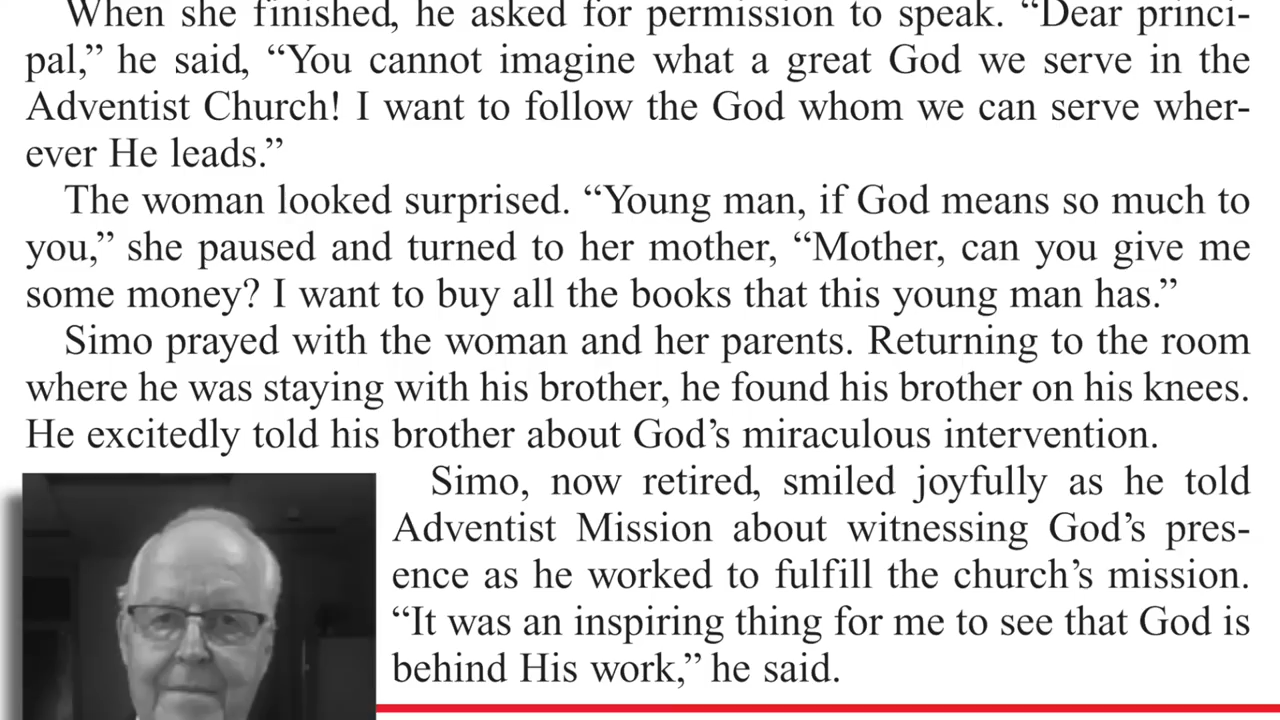 When she finished, he asked for permission to speak. “Dear princi-
pal,” he said, “You cannot imagine what a great God we serve in the
Adventist Church! I want to follow the God whom we can serve wher-
ever He leads.”
The woman looked surprised. “Young man, if God means so much to
you,” she paused and turned to her mother, “Mother, can you give me
some money? I want to buy all the books that this young man has.”
Simo prayed with the woman and her parents. Returning to the room
where he was staying with his brother, he found his brother on his knees.
He excitedly told his brother about God’s miraculous intervention.
Simo, now retired, smiled joyfully as he told
Adventist Mission about witnessing God’s pres-
ence as he worked to fulfill the church’s mission.
“It was an inspiring thing for me to see that God is
behind His work,” he said.